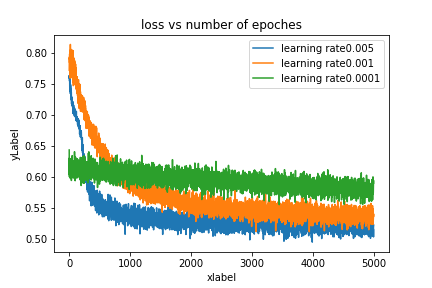 loss vs number of epoches
learning rate0.005
learning rate0.001
learning rate0.0001
yLabel
0.80
0.75
0.70
0.65
0.60
0.55
0.50
0 1000 2000 3000 4000 5000
xlabel